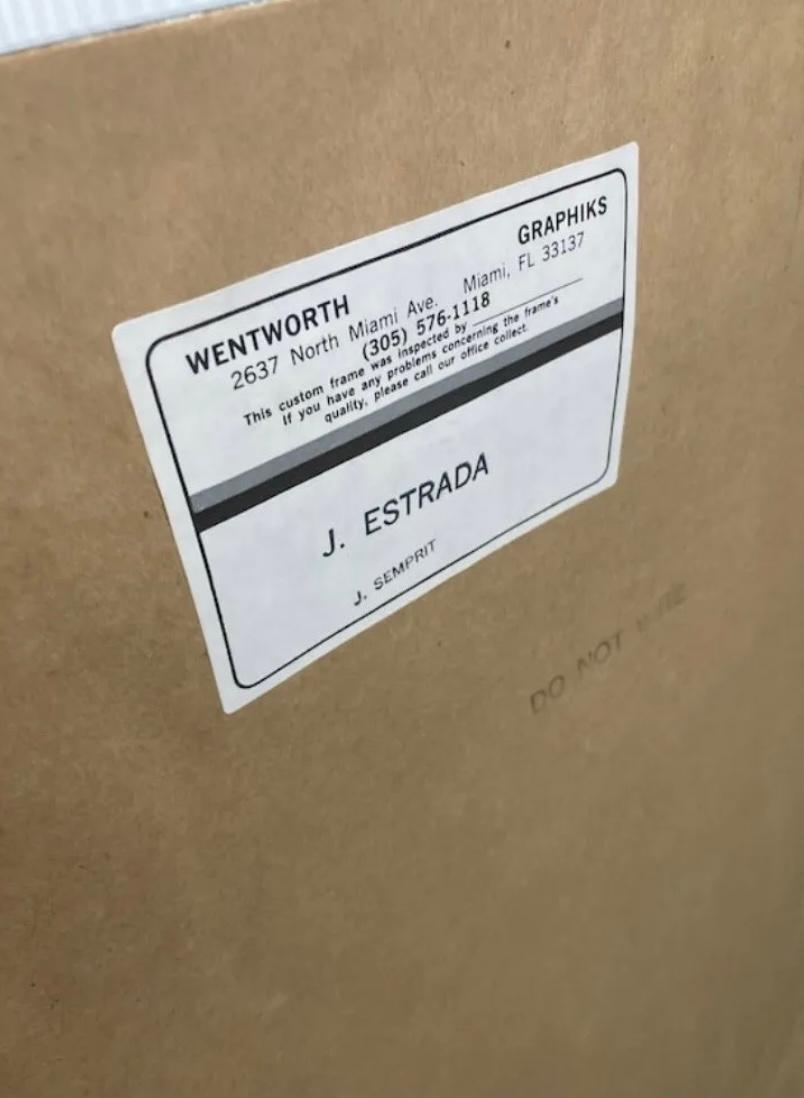 WENTWORTH GRAPHIKS
2637 North Miami Ave. Miami, FL 33137
(305) 576-1118
This custom frame was inspected by
If you have any problems concerning the frame's
quality, please call our office collect.
J. ESTRADA
J. SEMPRIT
DO NOT